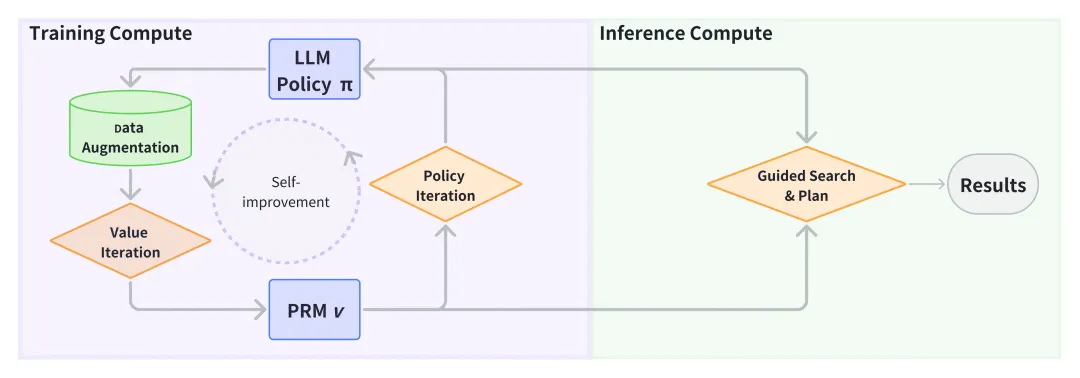 Training Compute
Inference Compute
LLM
Policy π
Data
Augmentation
Self-
improvement
Policy
Iteration
Guided Search
& Plan
Results
Value
Iteration
PRM v